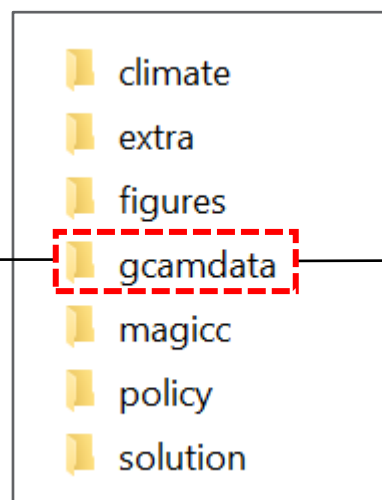 climate
extra
figures
gcamdata
magicc
policy
solution